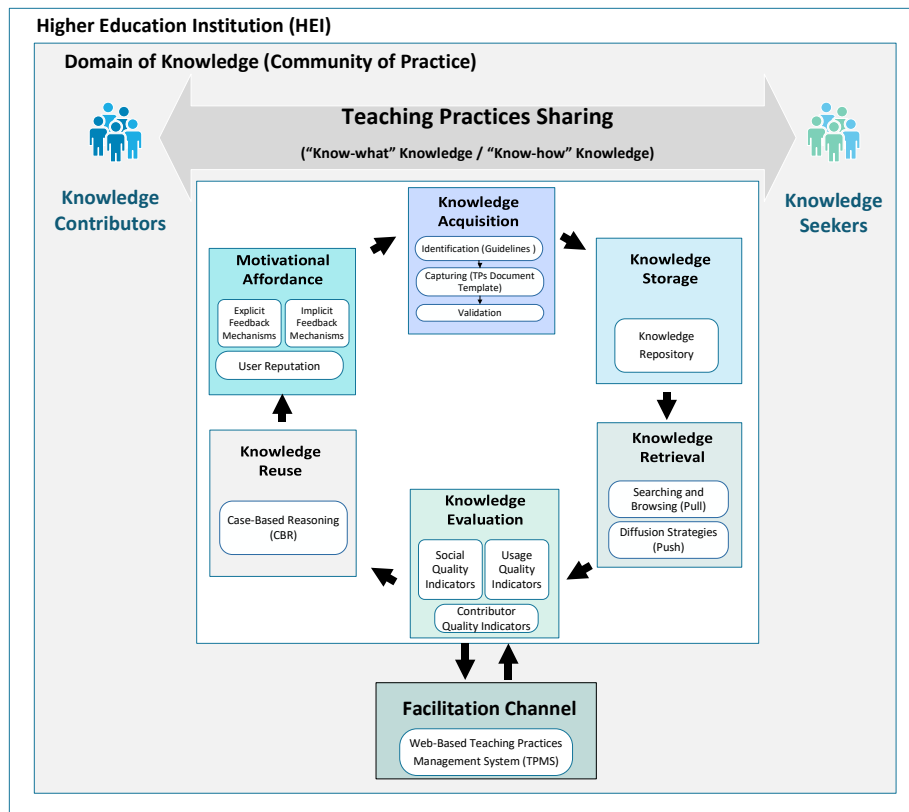 Higher Education Institution (HEI)
Domain of Knowledge (Community of Practice)
Teaching Practices Sharing
("Know-what" Knowledge / "Know-how" Knowledge)
Knowledge
Contributors
Knowledge
Seekers
Knowledge
Acquisition
Identification (Guidelines )
Capturing (TPs Document
Template)
Validation
Motivational
Affordance
Explicit
Feedback
Mechanisms
Implicit
Feedback
Mechanisms
User Reputation
Knowledge
Storage
Knowledge
Repository
Knowledge
Reuse
Case-Based Reasoning
(CBR)
Knowledge
Retrieval
Searching and
Browsing (Pull)
Diffusion Strategies
(Push)
Knowledge
Evaluation
Social
Quality
Indicators
Usage
Quality
Indicators
Contributor
Quality Indicators
Facilitation Channel
Web-Based Teaching Practices
Management System (TPMS)